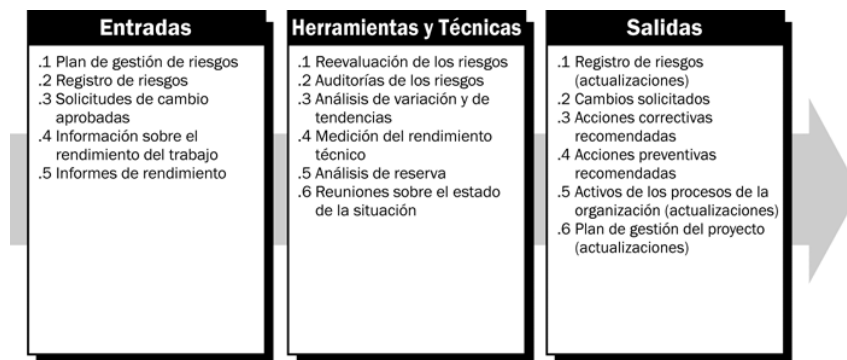 Entradas
.1 Plan de gestión de riesgos
.2 Registro de riesgos
.3 Solicitudes de cambio
aprobadas
.4 Información sobre el
rendimiento del trabajo
.5 Informes de rendimiento
Herramientas y Técnicas
.1 Reevaluación de los riesgos
.2 Auditorías de los riesgos
.3 Análisis de variación y de
tendencias
.4 Medición del rendimiento
técnico
.5 Análisis de reserva
.6 Reuniones sobre el estado
de la situación
Salidas
.1 Registro de riesgos
(actualizaciones)
.2 Cambios solicitados
.3 Acciones correctivas
recomendadas
.4 Acciones preventivas
recomendadas
.5 Activos de los procesos de la
organización (actualizaciones)
.6 Plan de gestión del proyecto
(actualizaciones)